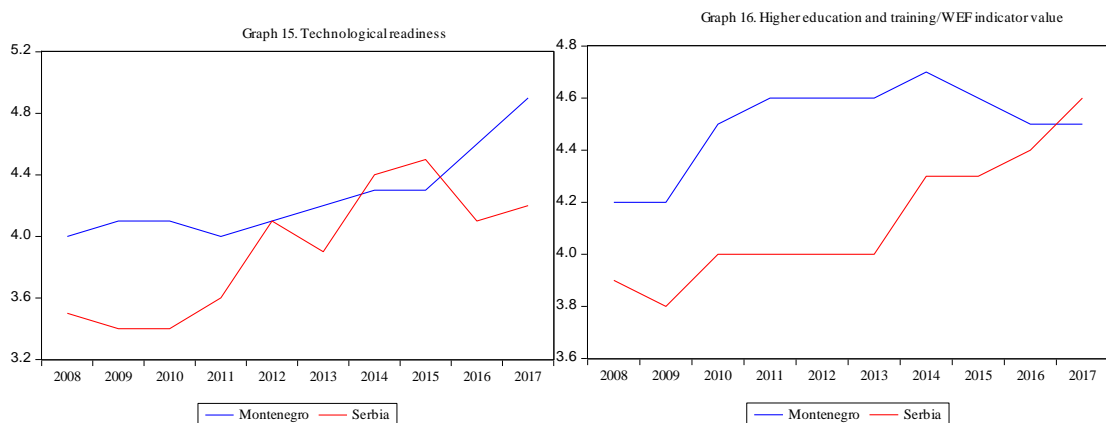 Graph 15. Technological readiness
5.2
4.8
4.4
4.0
3.6
3.2
2008 2009 2010 2011 2012 2013 2014 2015 2016 2017
Montenegro Serbia
Graph 16. Higher education and training/WEF indicator value
4.8
4.6
4.4
4.2
4.0
3.8
3.6
2008 2009 2010 2011 2012 2013 2014 2015 2016 2017
Montenegro Serbia